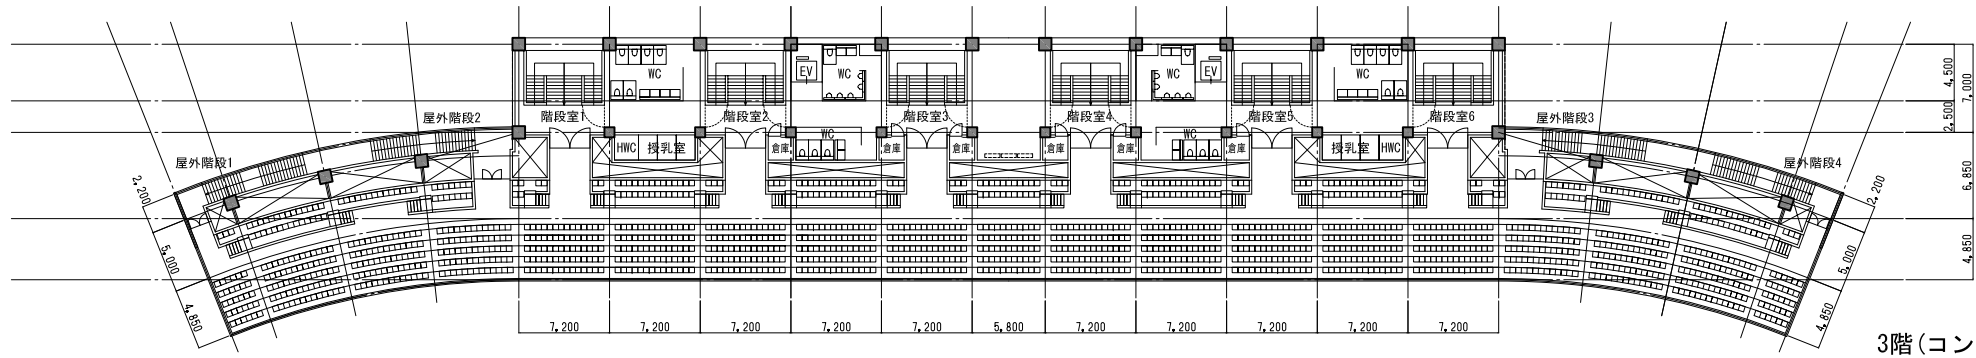 屋外階段1
屋外階段2
階段室1
WC
階段室2
EV
WC
階段室3
階段室4
WC
EV
階段室5
WC
階段室6
屋外階段3
屋外階段4
HWC
授乳室
倉庫
WC
倉庫
倉庫
倉庫
WC
倉庫
授乳室
HWC
2,200
5,000
4,850
7,200
7,200
7,200
7,200
7,200
5,800
7,200
7,200
7,200
7,200
7,200
2,200
5,000
4,850
4,500
2,500
7,000
6,850
4,850
3階(コン